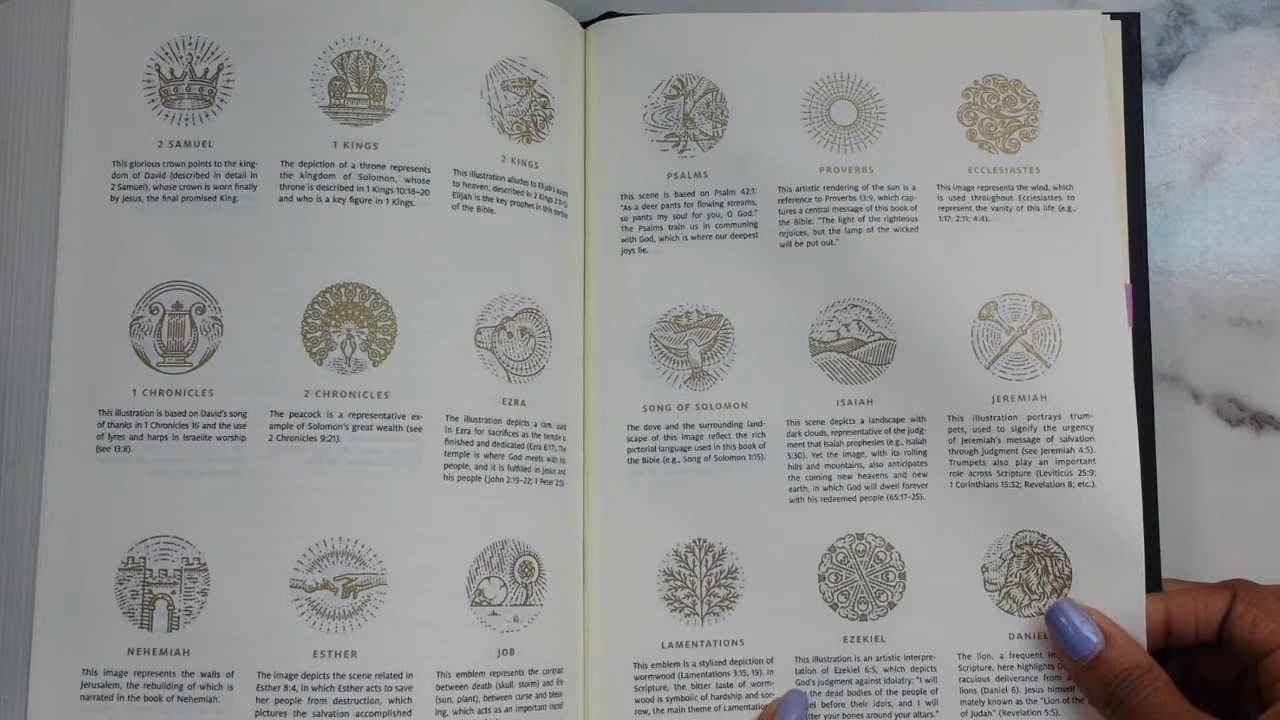 2 SAMUEL
This glorious crown points to the king-
dom of David (described in detail in
2 Samuel), whose crown is worn finally
by Jesus, the final promised King.
1 KINGS
The depiction of a throne represents
the kingdom of Solomon, whose
throne is described in 1 Kings 10:18–20
and who is a key figure in 1 Kings.
2 KINGS
This illustration alludes to Elijah's ascent
to heaven, described in 2 Kings
Elijah is the key prophet in this portion
of the Bible.
1 CHRONICLES
This illustration is based on David's song
of thanks in 1 Chronicles 16 and the use
of lyres and harps in Israelite worship
(see 13:8).
2 CHRONICLES
The peacock is a representative ex-
ample of Solomon's great wealth (see
2 Chronicles 9:21).
EZRA
The illustration depicts a ram, used
in Ezra for sacrifices as the temple is
finished and dedicated (Ezra 6:17). The
temple is where God meets with his
people, and it is fulfilled in Jesus and
his people (John 2:19–22; 1 Peter 2:5).
NEHEMIAH
This image represents the walls of
Jerusalem, the rebuilding of which is
narrated in the book of Nehemiah.
ESTHER
The image depicts the scene related in
Esther 8:4, in which Esther acts to save
her people from destruction, which
pictures the salvation accomplished
JOB
This emblem represents the contrast
between death (skull, storm) and life
(sun, plant), between curse and bless-
ing, which acts as an important motif
PSALMS
This scene is based on Psalm 42:1:
"As a deer pants for flowing streams,
so pants my soul for you, O God."
The Psalms train us in communing
with God, which is where our deepest
joys lie.
PROVERBS
This artistic rendering of the sun is a
reference to Proverbs 13:9, which cap-
tures a central message of this book of
the Bible: "The light of the righteous
rejoices, but the lamp of the wicked
will be put out."
ECCLESIASTES
This image represents the wind, which
is used throughout Ecclesiastes to
represent the vanity of this life (e.g.,
1:17; 2:11; 4:4).
SONG OF SOLOMON
The dove and the surrounding land-
scape of this image reflect the rich
pictorial language used in this book of
the Bible (e.g., Song of Solomon 1:15).
ISAIAH
This scene depicts a landscape with
dark clouds, representative of the judg-
ment that Isaiah prophesies (e.g., Isaiah
5:30). Yet the image, with its rolling
hills and mountains, also anticipates
the coming new heavens and new
earth, in which God will dwell forever
with his redeemed people (65:17–25).
JEREMIAH
This illustration portrays trum-
pets, used to signify the urgency
of Jeremiah's message of salvation
through judgment (see Jeremiah 4:5).
Trumpets also play an important
role across Scripture (Leviticus 25:9;
1 Corinthians 15:52; Revelation 8; etc.).
LAMENTATIONS
This emblem is a stylized depiction of
wormwood (Lamentations 3:15, 19). In
Scripture, the bitter taste of worm-
wood is symbolic of hardship and sor-
row, the main theme of
EZEKIEL
This illustration is an artistic interpre-
tation of Ezekiel 6:5, which depicts
God's judgment against idolatry: "I will
the dead bodies of the people of
before their idols, and I will
your bones around your altars."
DANIEL
The lion, a frequent
Scripture, here highlights
raculous deliverance from
lions (Daniel 6). Jesus himself
mately known as the "Lion of the
of Judah" (Revelation 5:5).